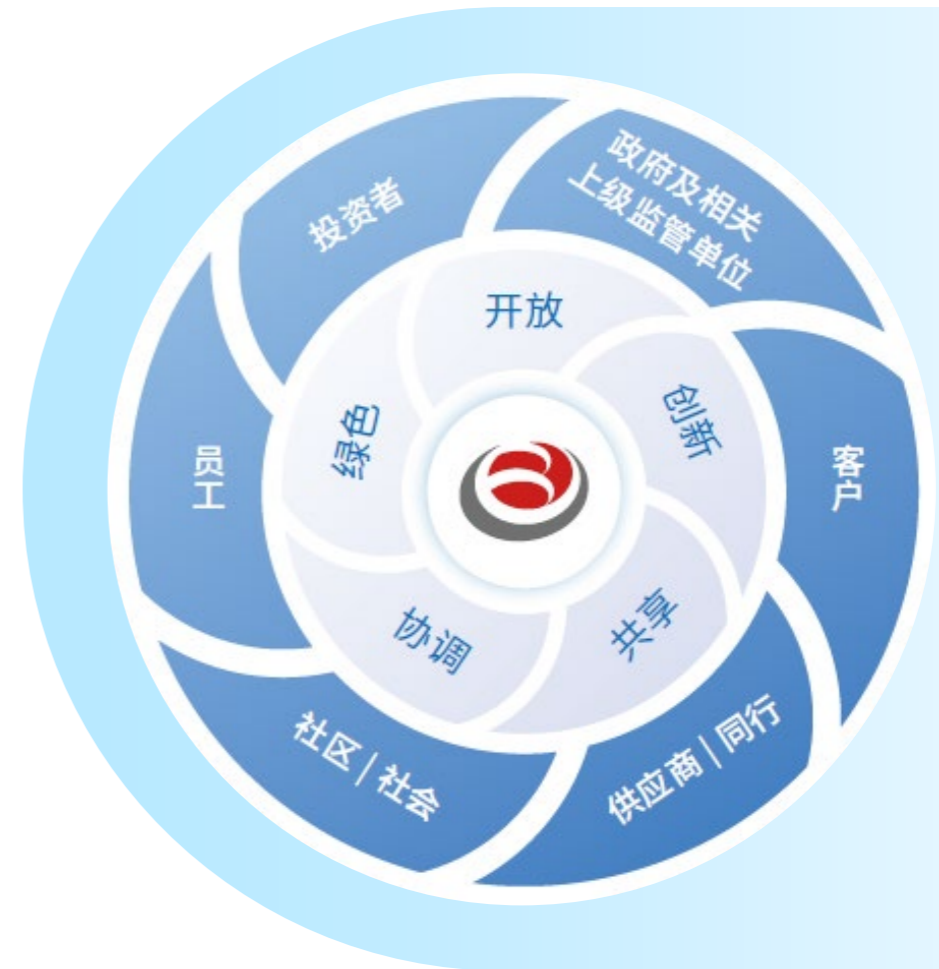 政府及相关
上级监管单位
客户
供应商 | 同行
社区 | 社会
员工
投资者
开放
创新
共享
协调
绿色